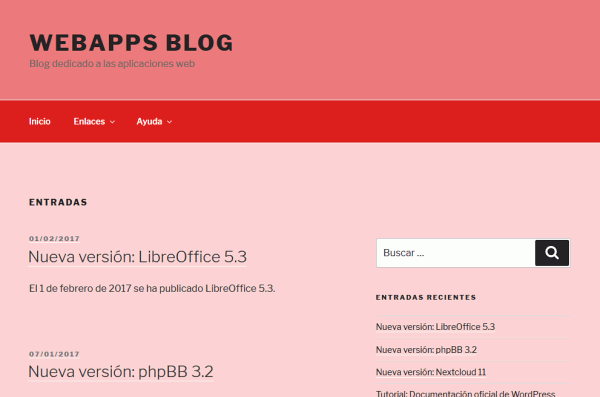 WEBAPPS BLOG
Blog dedicado a las aplicaciones web
Inicio Enlaces Ayuda
ENTRADAS
01/02/2017
Nueva versión: LibreOffice 5.3
El 1 de febrero de 2017 se ha publicado LibreOffice 5.3.
07/01/2017
Nueva versión: phpBB 3.2
Buscar …
ENTRADAS RECIENTES
Nueva versión: LibreOffice 5.3
Nueva versión: phpBB 3.2
Nueva versión: Nextcloud 11
Tutorial: Documentación oficial de WordPress